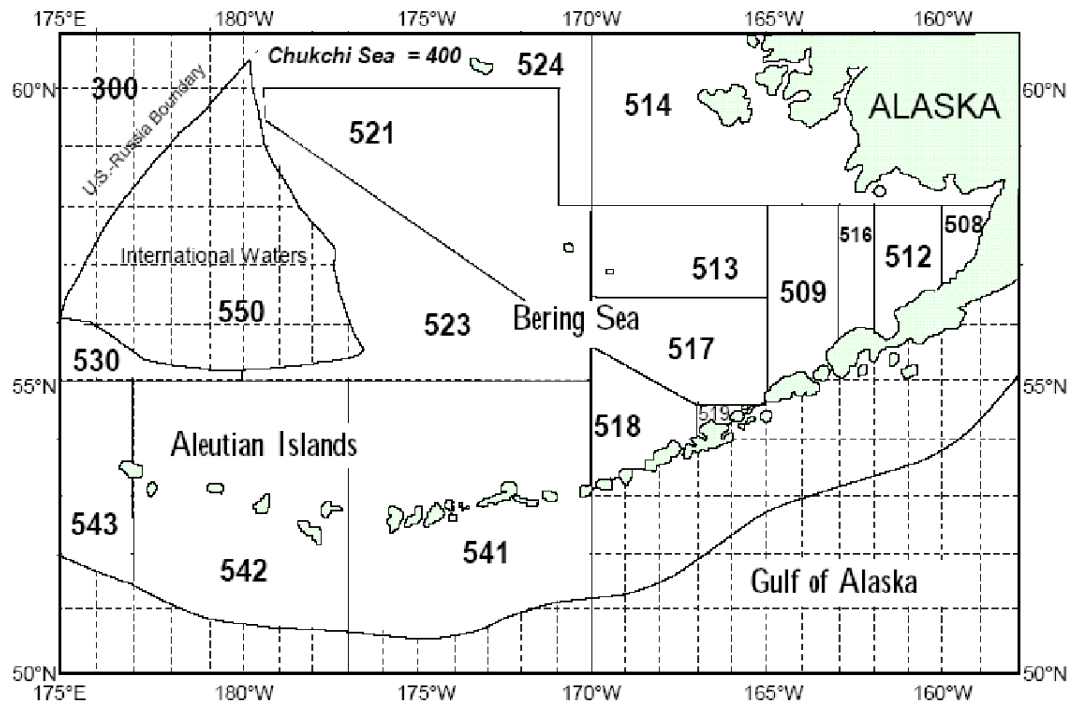 175°E 180°W 175°W 170°W 165°W 160°W
Chukchi Sea = 400
524
300
60°N
60°N
514
ALASKA
521
U.S.-Russia Boundary
508
516
International Waters
512
513
509
550
523
Bering Sea
517
530
55°N
55°N
519
518
Aleutian Islands
543
541
542
Gulf of Alaska
50°N
50°N
175°E 180°W 175°W 170°W 165°W 160°W